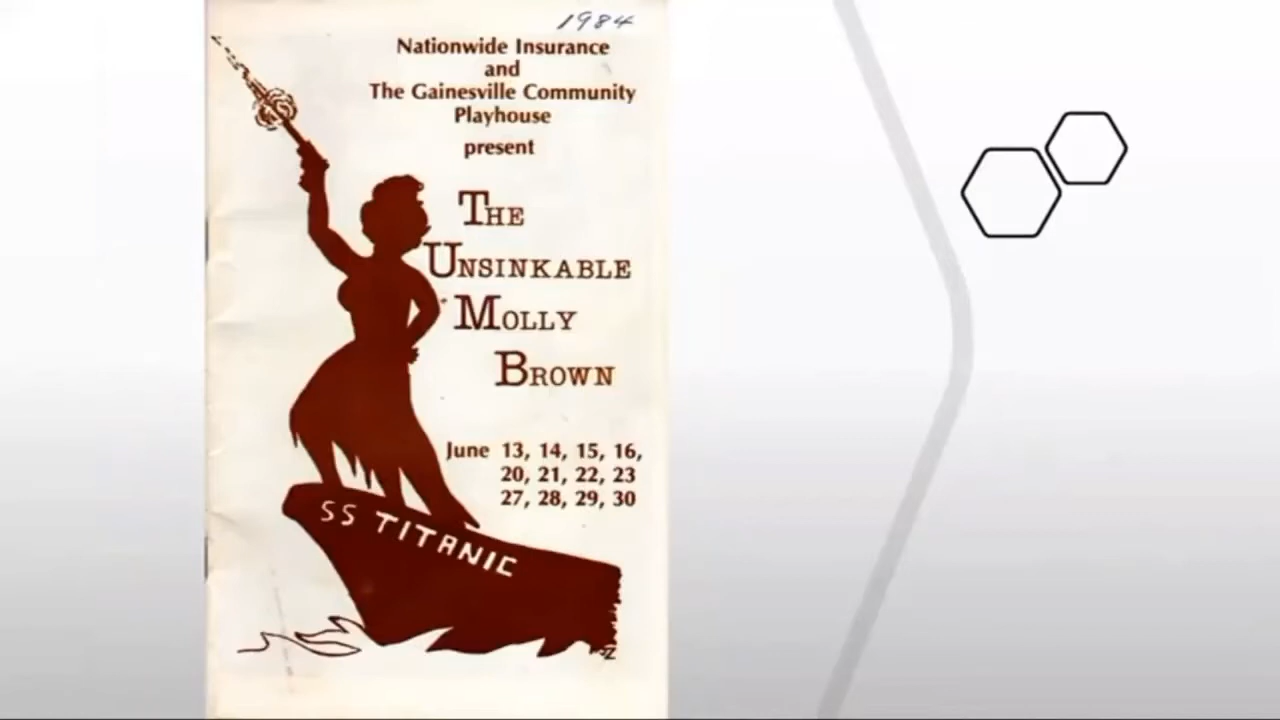 1984
Nationwide Insurance
and
The Gainesville Community
Playhouse
present
The
Unsinkable
Molly
Brown
June 13, 14, 15, 16,
20, 21, 22, 23
27, 28, 29, 30
SS TITANIC